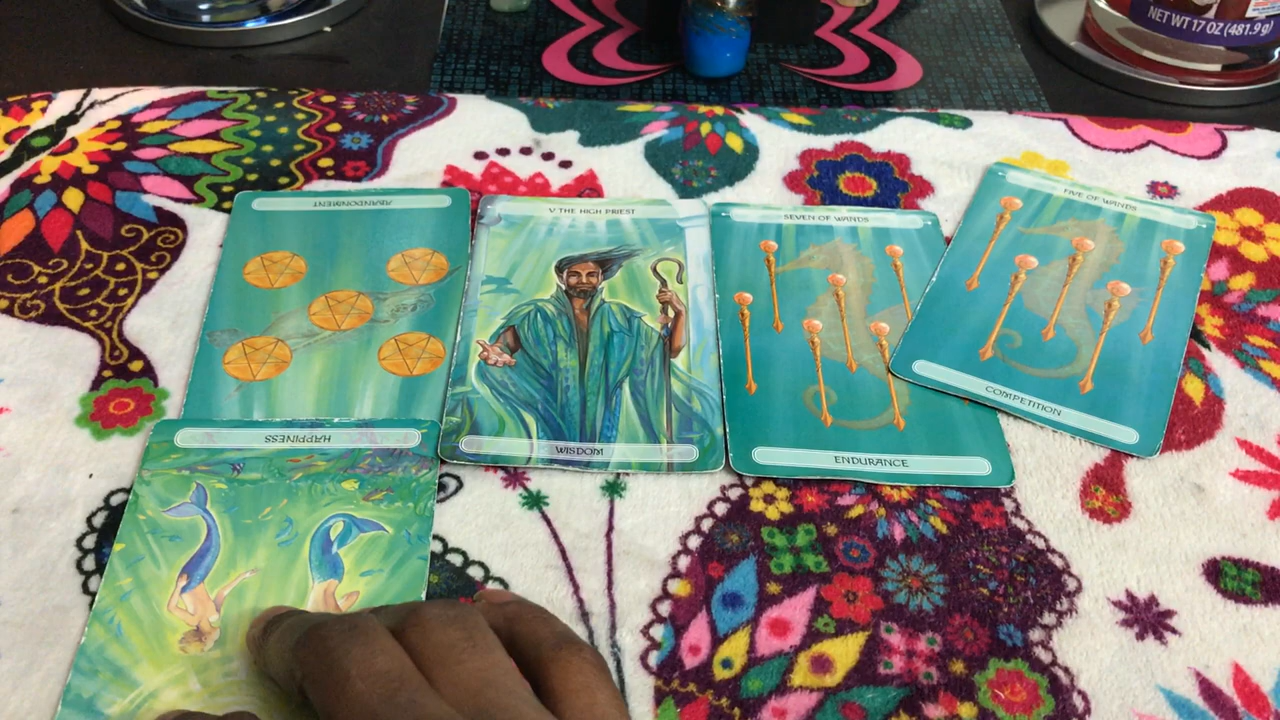 NET WT 17 OZ (481.9 g)
ABANDONMENT
V THE HIGH PRIEST
WISDOM
SEVEN OF WANDS
ENDURANCE
FIVE OF WANDS
COMPETITION
HAPPINESS